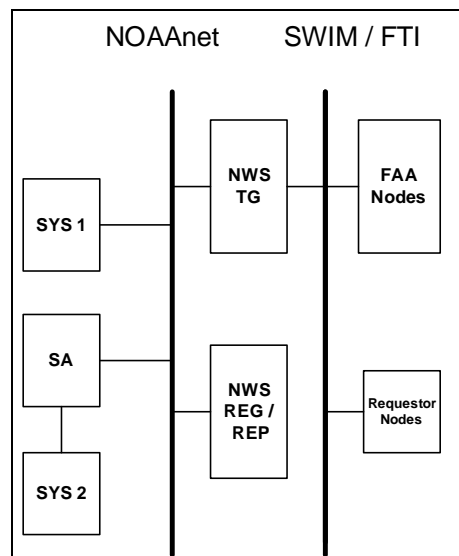 NOAAnet SWIM / FTI
NWS
TG
FAA
Nodes
SYS 1
SA
NWS
REG /
REP
Requestor
Nodes
SYS 2